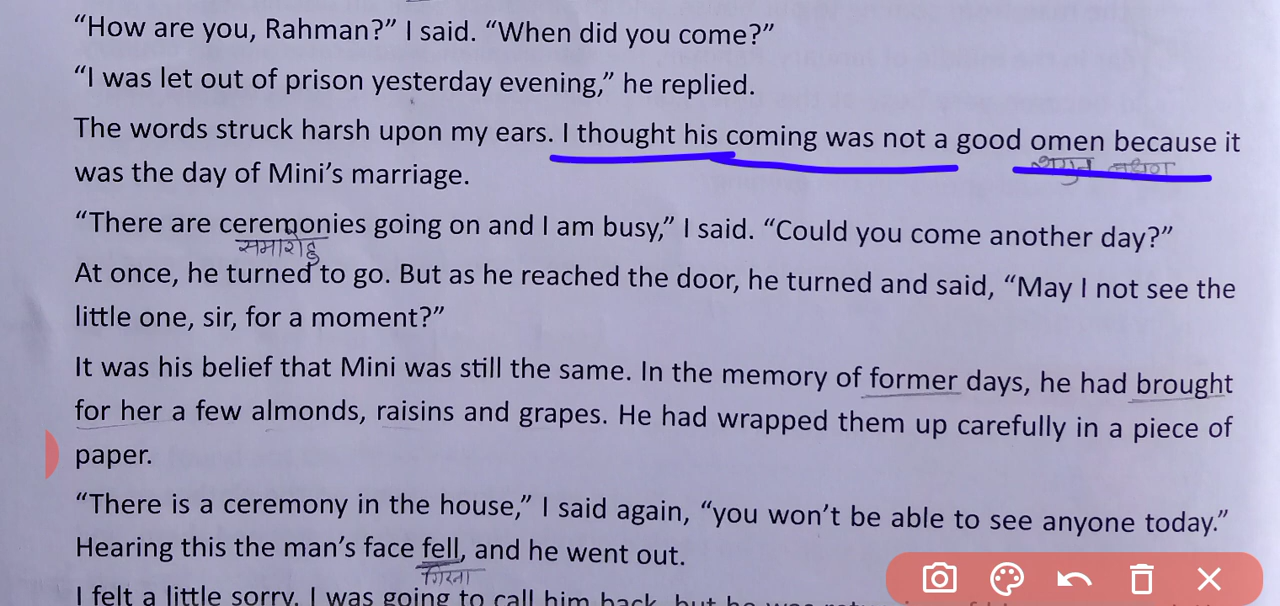 “How are you, Rahman?” I said. “When did you come?”
“I was let out of prison yesterday evening,” he replied.
The words struck harsh upon my ears. I thought his coming was not a good omen because it
शगुन लक्षण
was the day of Mini’s marriage.
“There are ceremonies going on and I am busy,” I said. “Could you come another day?”
समारोह
At once, he turned to go. But as he reached the door, he turned and said, “May I not see the
little one, sir, for a moment?”
It was his belief that Mini was still the same. In the memory of former days, he had brought
for her a few almonds, raisins and grapes. He had wrapped them up carefully in a piece of
paper.
“There is a ceremony in the house,” I said again, “you won’t be able to see anyone today.”
Hearing this the man’s face fell, and he went out.
गिरना
I felt a little sorry. I was going to call him back, but he was